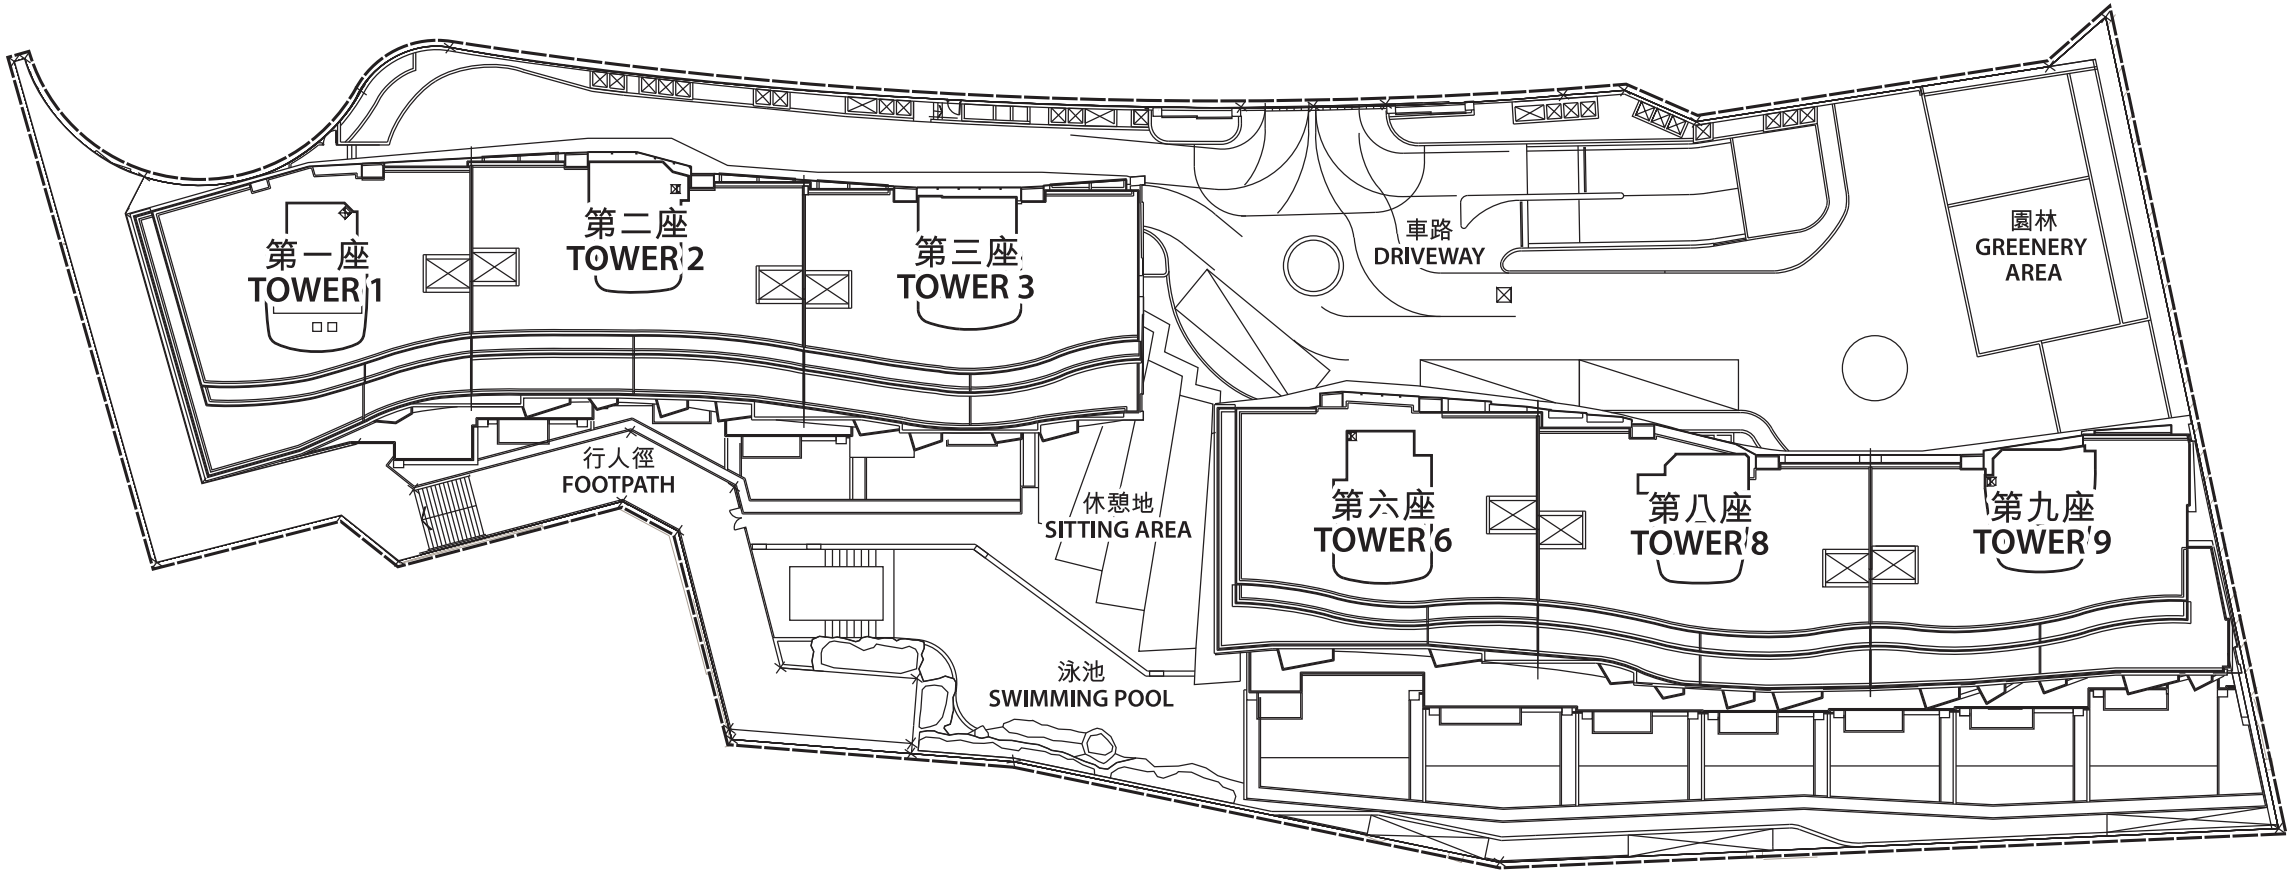 第一座
TOWER 1
第二座
TOWER 2
第三座
TOWER 3
車路
DRIVEWAY
園林
GREENERY
AREA
行人徑
FOOTPATH
休憩地
SITTING AREA
第六座
TOWER 6
第八座
TOWER 8
第九座
TOWER 9
泳池
SWIMMING POOL